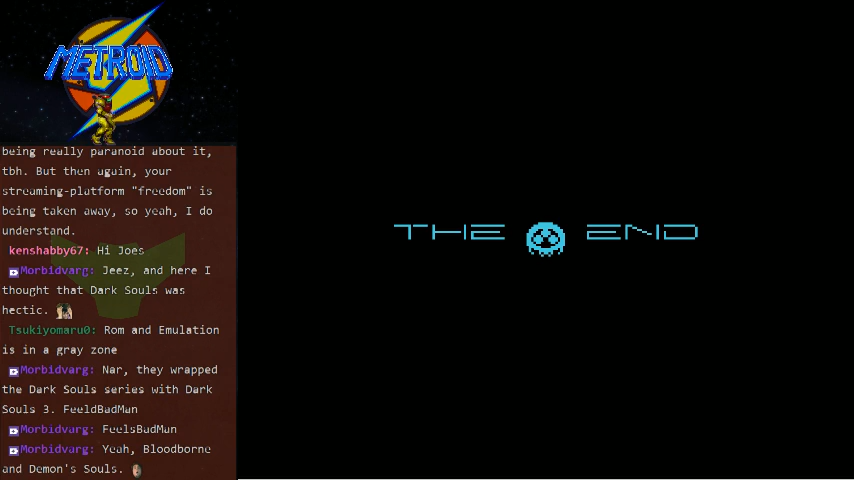 METROID
being really paranoid about it,
tbh. But then again, your
streaming-platform "freedom" is
being taken away, so yeah, I do
understand.
kenshabby67: Hi Joes
Morbidvarg: Jeez, and here I
thought that Dark Souls was
hectic.
Tsukiyomaru0: Rom and Emulation
is in a gray zone
Morbidvarg: Nar, they wrapped
the Dark Souls series with Dark
Souls 3. FeeldBadMan
Morbidvarg: FeelsBadMan
Morbidvarg: Yeah, Bloodborne
and Demon's Souls.
THE END